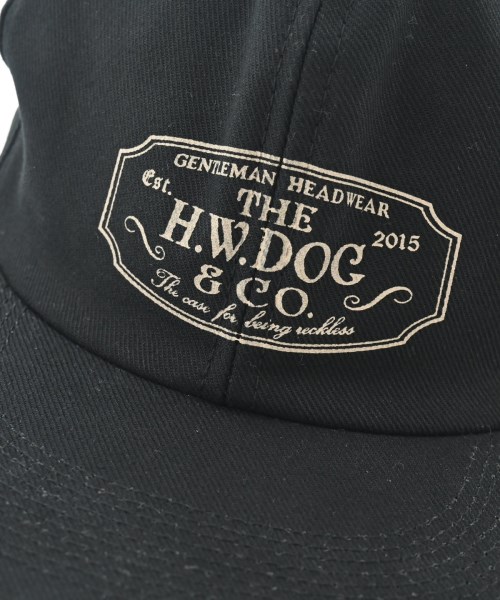 GENTLEMAN HEADWEAR
Est. THE 2015
H.W.DOG
& CO.
The case for being reckless